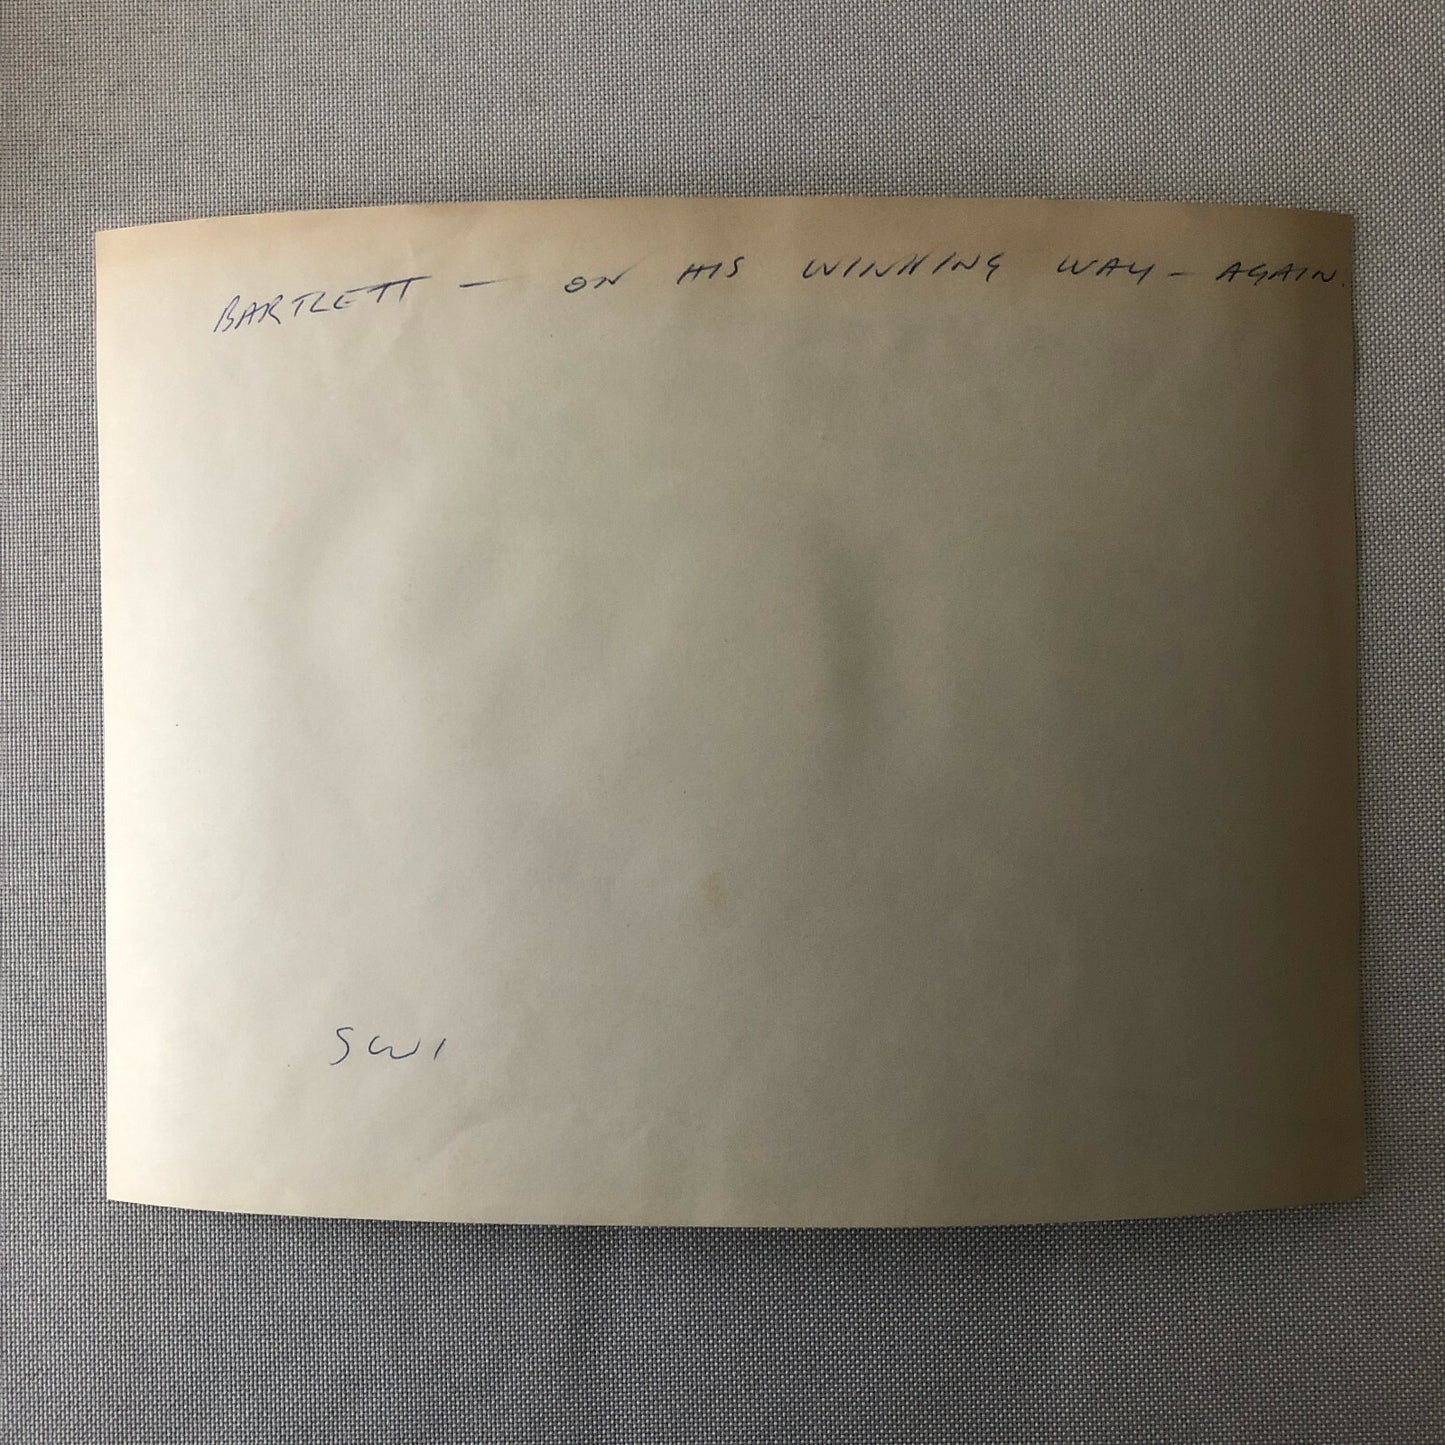 BARTLETT — ON HIS WINNING WAY — AGAIN.
SWI